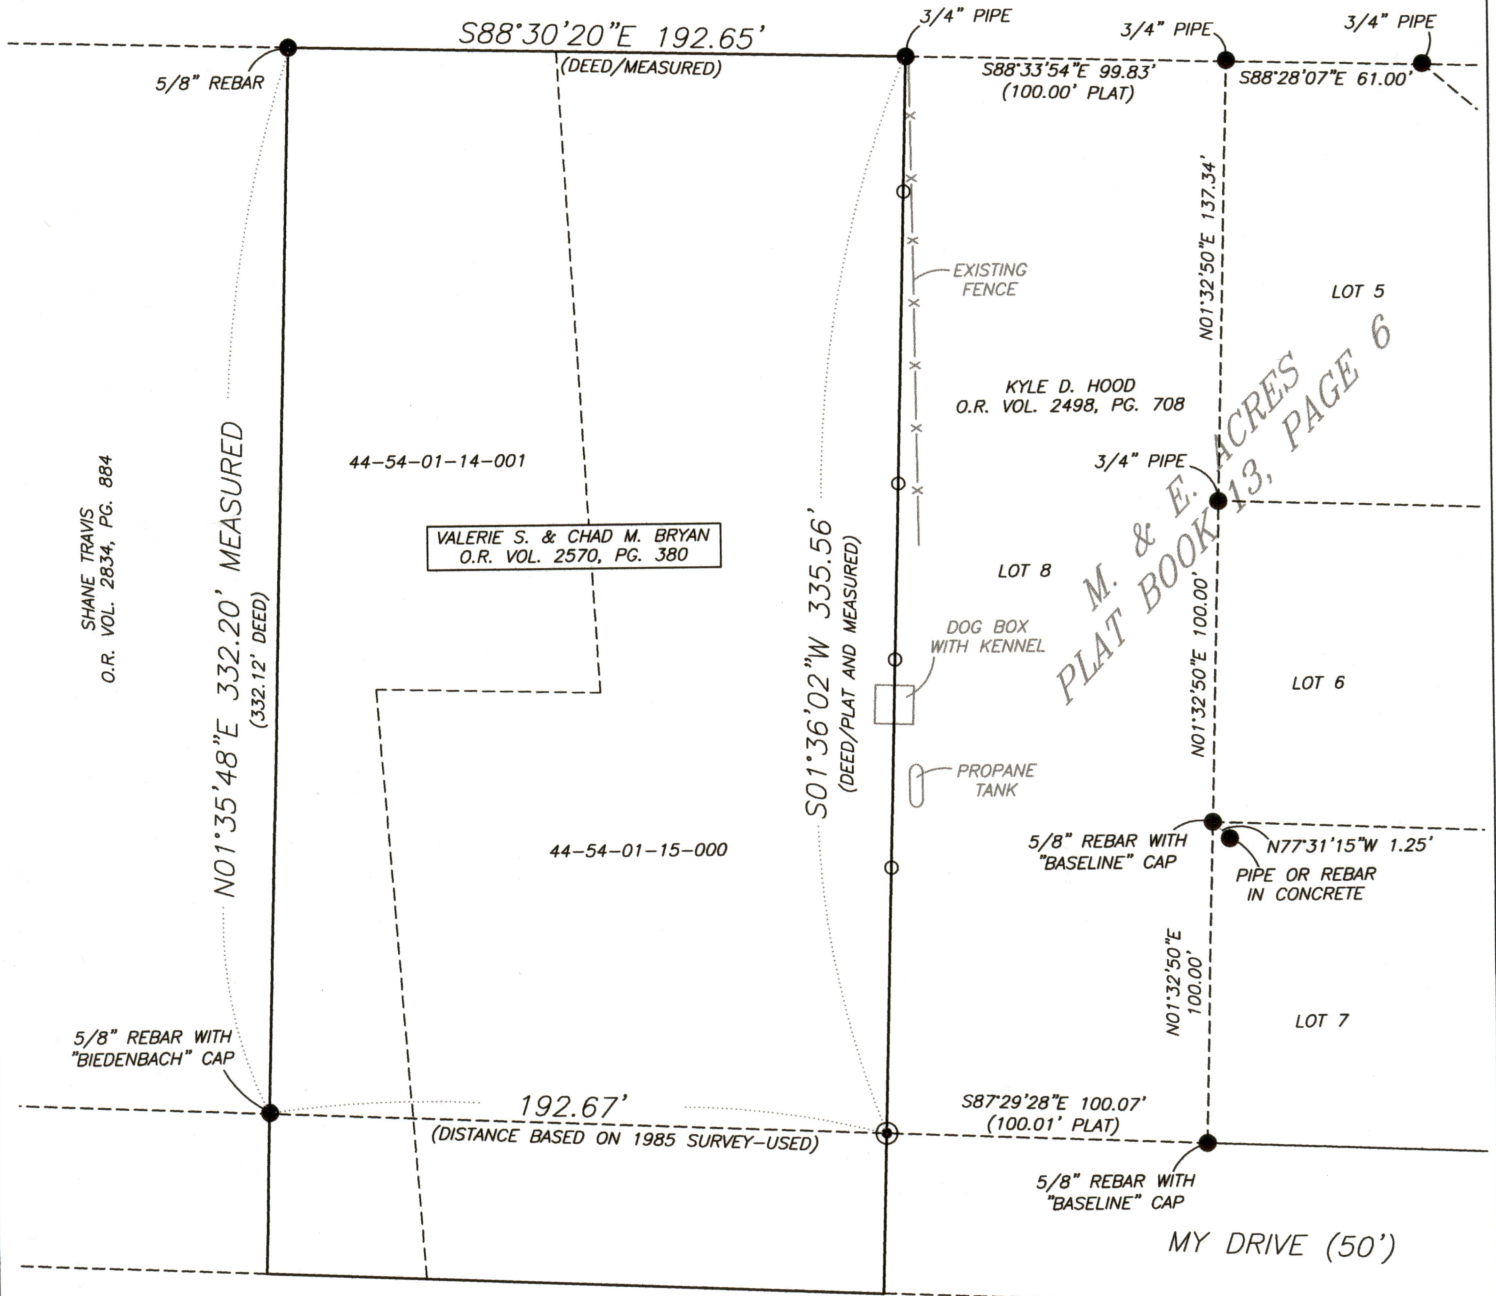 S88°30'20"E 192.65'
(DEED/MEASURED)
3/4" PIPE
3/4" PIPE
3/4" PIPE
5/8" REBAR
S88°33'54"E 99.83'
(100.00' PLAT)
S88°28'07"E 61.00'
N01°32'50"E 137.34'
EXISTING
FENCE
LOT 5
KYLE D. HOOD
O.R. VOL. 2498, PG. 708
M. & E. ACRES
PLAT BOOK 13, PAGE 6
3/4" PIPE
44-54-01-14-001
SHANE TRAVIS
O.R. VOL. 2834, PG. 884
N01°35'48"E 332.20' MEASURED
(332.12' DEED)
VALERIE S. & CHAD M. BRYAN
O.R. VOL. 2570, PG. 380
S01°36'02"W 335.56'
(DEED/PLAT AND MEASURED)
LOT 8
DOG BOX
WITH KENNEL
N01°32'50"E 100.00'
LOT 6
PROPANE
TANK
44-54-01-15-000
5/8" REBAR WITH
"BASELINE" CAP
N77°31'15"W 1.25'
PIPE OR REBAR
IN CONCRETE
N01°32'50"E
100.00'
LOT 7
5/8" REBAR WITH
"BIEDENBACH" CAP
192.67'
(DISTANCE BASED ON 1985 SURVEY-USED)
S87°29'28"E 100.07'
(100.01' PLAT)
5/8" REBAR WITH
"BASELINE" CAP
MY DRIVE (50')